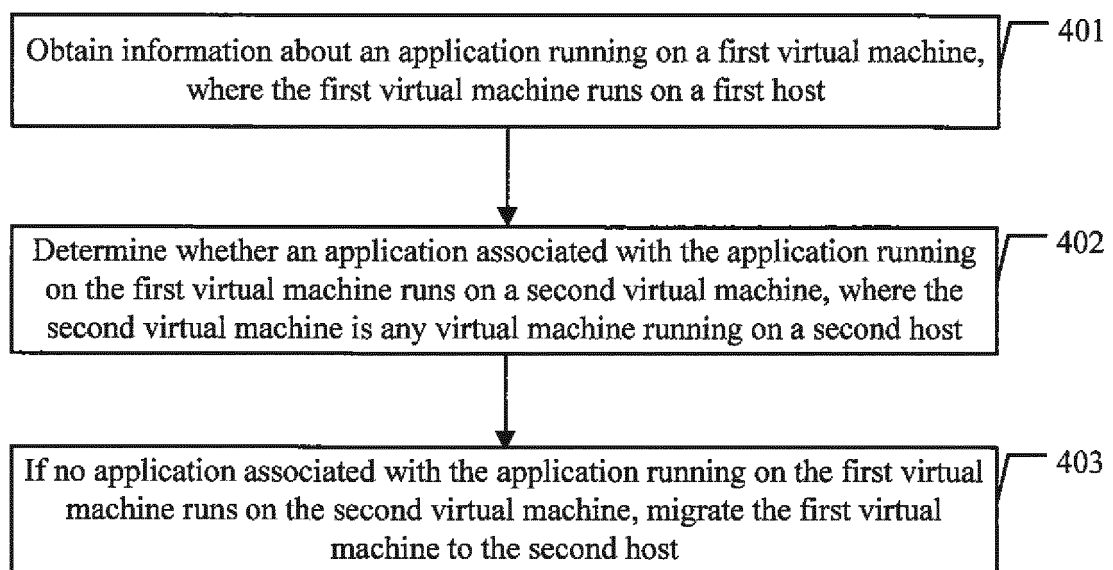 Obtain information about an application running on a first virtual machine,
where the first virtual machine runs on a first host
401
Determine whether an application associated with the application running
on the first virtual machine runs on a second virtual machine, where the
second virtual machine is any virtual machine running on a second host
402
If no application associated with the application running on the first virtual
machine runs on the second virtual machine, migrate the first virtual
machine to the second host
403